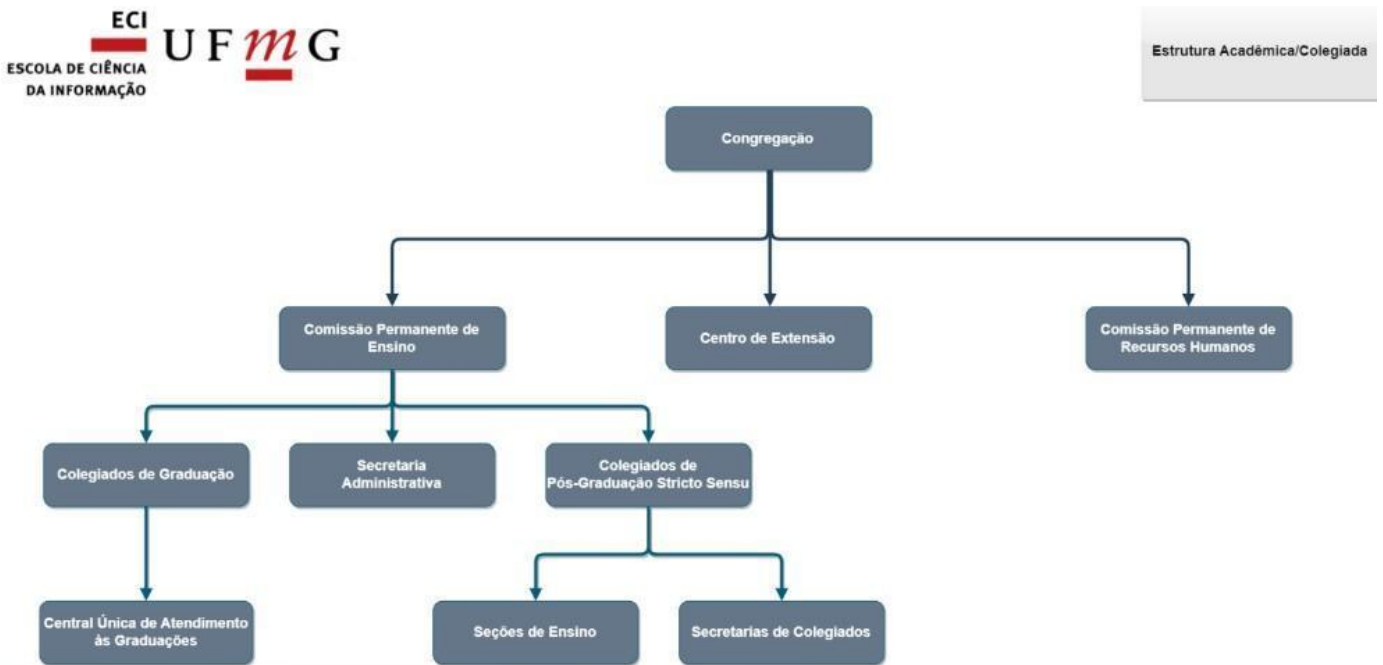 ECI
UFmG
ESCOLA DE CIÊNCIA
DA INFORMAÇÃO
Estrutura Acadêmica/Colegiada
Congregação
Comissão Permanente de
Ensino
Centro de Extensão
Comissão Permanente de
Recursos Humanos
Colegiados de Graduação
Secretaria
Administrativa
Colegiados de
Pós-Graduação Stricto Sensu
Central Única de Atendimento
às Graduações
Seções de Ensino
Secretarias de Colegiados